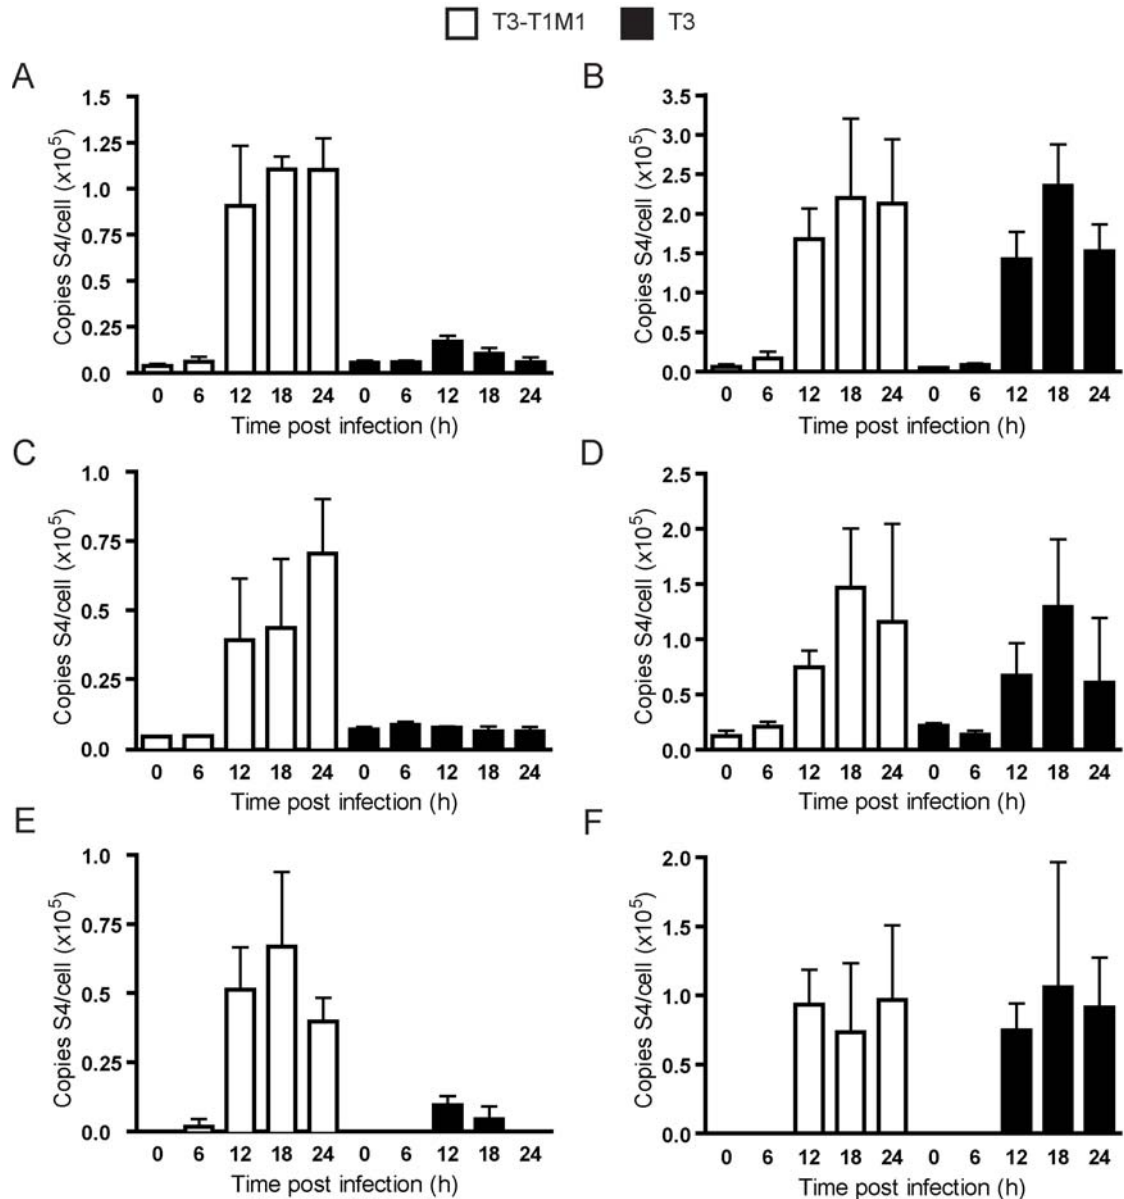 T3-T1M1 T3
A
Copies S4/cell (x10⁵)
1.5
1.25
1.0
0.75
0.5
0.25
0.0
0 6 12 18 24 0 6 12 18 24
Time post infection (h)
B
Copies S4/cell (x10⁵)
3.5
3.0
2.5
2.0
1.5
1.0
0.5
0.0
0 6 12 18 24 0 6 12 18 24
Time post infection (h)
C
Copies S4/cell (x10⁵)
1.0
0.75
0.5
0.25
0.0
0 6 12 18 24 0 6 12 18 24
Time post infection (h)
D
Copies S4/cell (x10⁵)
2.5
2.0
1.5
1.0
0.5
0.0
0 6 12 18 24 0 6 12 18 24
Time post infection (h)
E
Copies S4/cell (x10⁵)
1.0
0.75
0.5
0.25
0.0
0 6 12 18 24 0 6 12 18 24
Time post infection (h)
F
Copies S4/cell (x10⁵)
2.0
1.5
1.0
0.5
0.0
0 6 12 18 24 0 6 12 18 24
Time post infection (h)